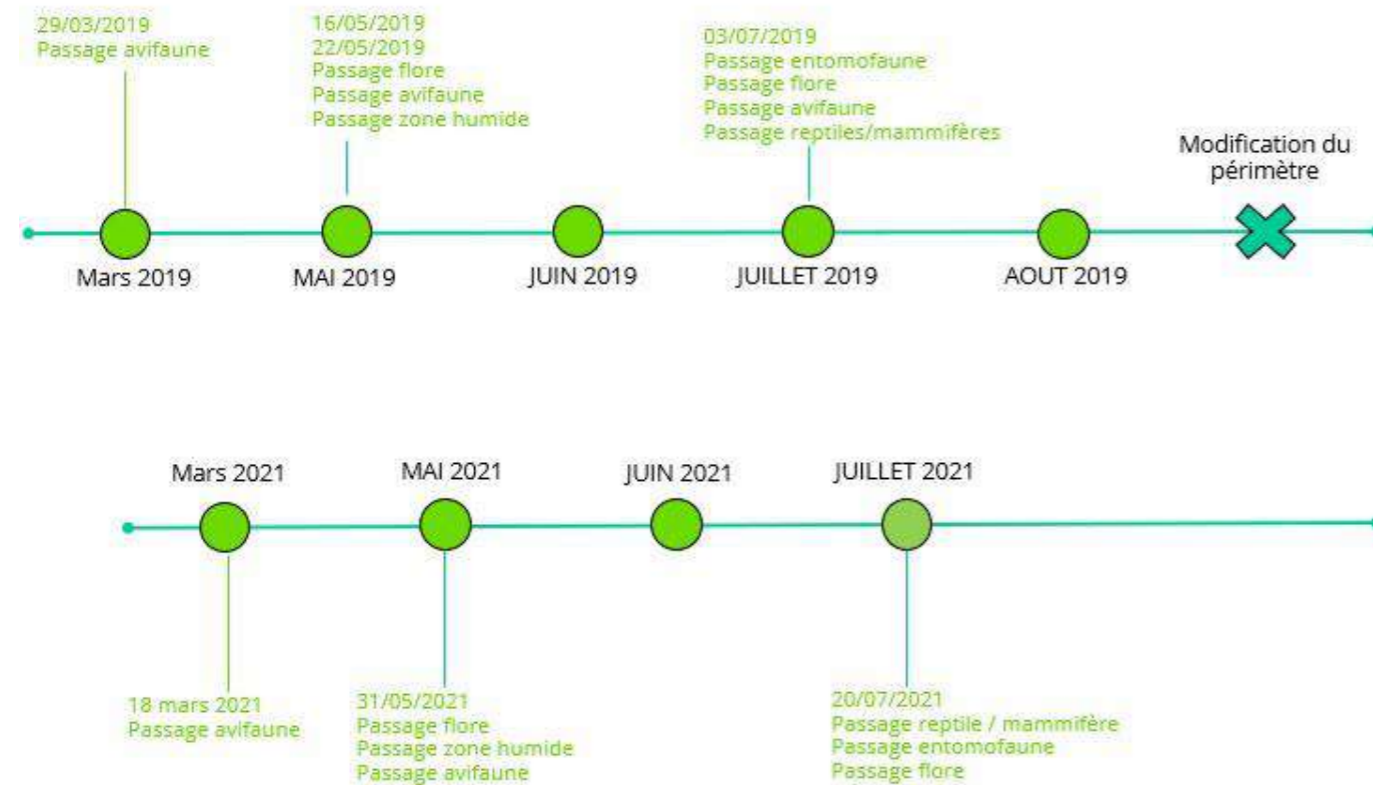 29/03/2019
Passage avifaune
16/05/2019
22/05/2019
Passage flore
Passage avifaune
Passage zone humide
03/07/2019
Passage entomofaune
Passage flore
Passage avifaune
Passage reptiles/mammifères
Modification du
périmètre
Mars 2019
MAI 2019
JUIN 2019
JUILLET 2019
AOUT 2019
Mars 2021
MAI 2021
JUIN 2021
JUILLET 2021
18 mars 2021
Passage avifaune
31/05/2021
Passage flore
Passage zone humide
Passage avifaune
20/07/2021
Passage reptile / mammifère
Passage entomofaune
Passage flore